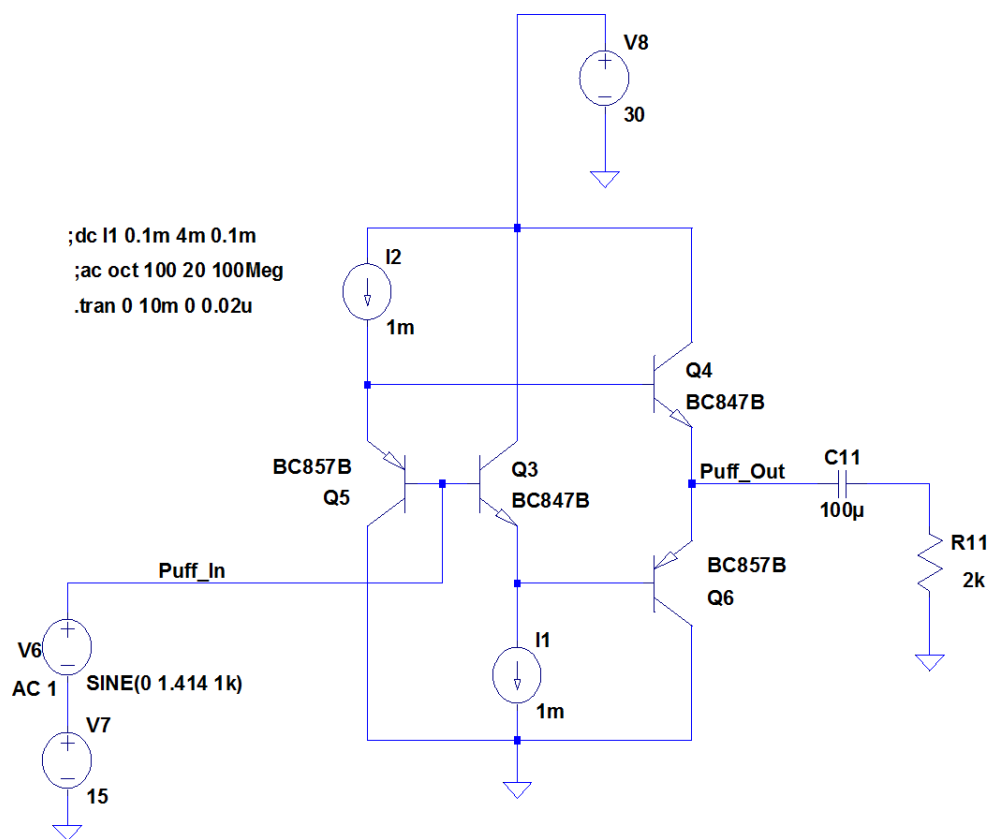 V8
+
−
30
;dc I1 0.1m 4m 0.1m
;ac oct 100 20 100Meg
.tran 0 10m 0 0.02u
I2
1m
Q4
BC847B
BC857B
Q5
Q3
BC847B
Puff_Out
C11
100µ
R11
2k
BC857B
Q6
Puff_In
I1
1m
V6
+
−
AC 1
SINE(0 1.414 1k)
V7
+
−
15